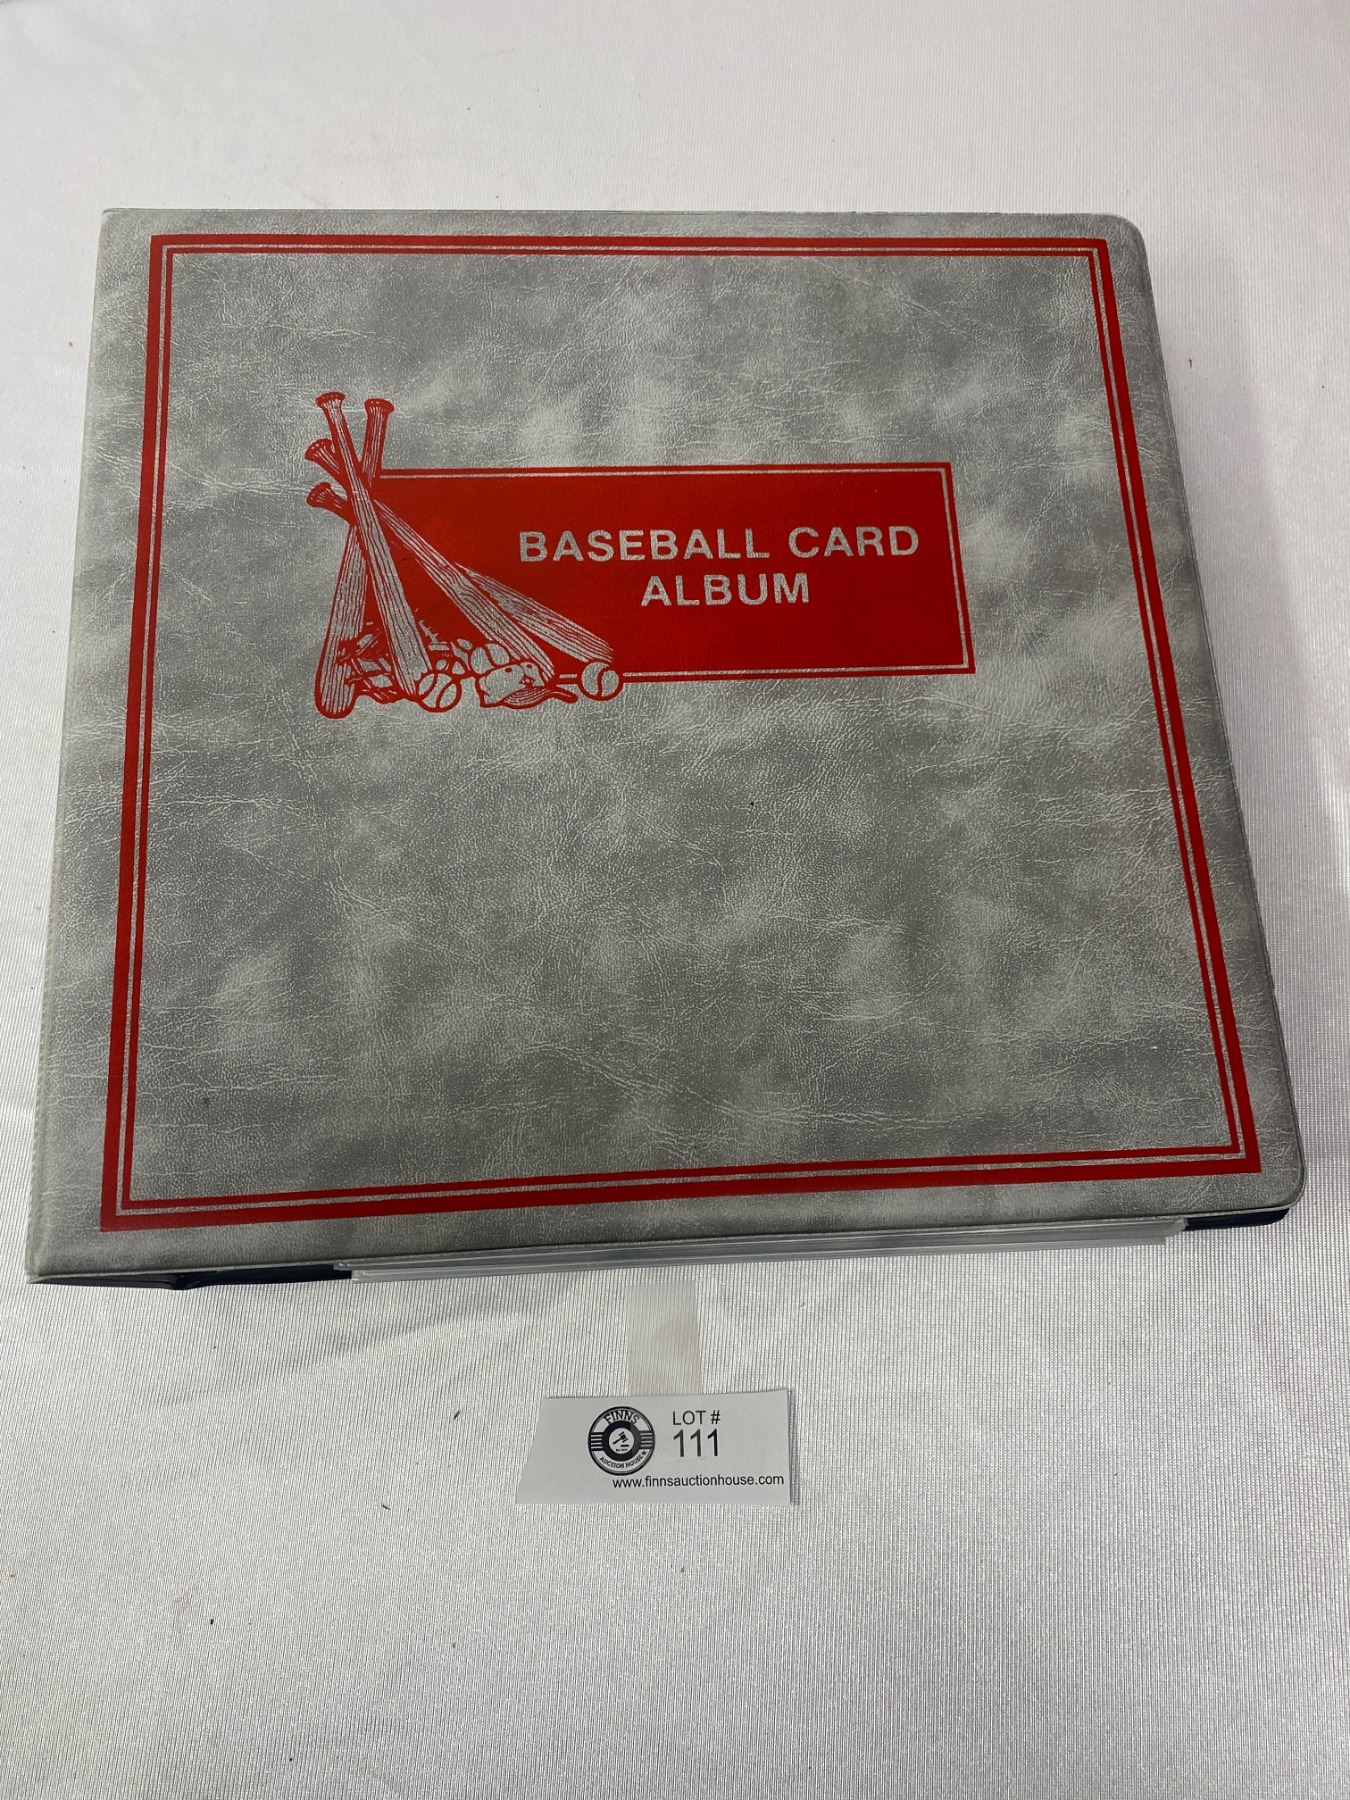 BASEBALL CARD
ALBUM
FINNS
AUCTION HOUSE
LOT #
111
www.finnsauctionhouse.com